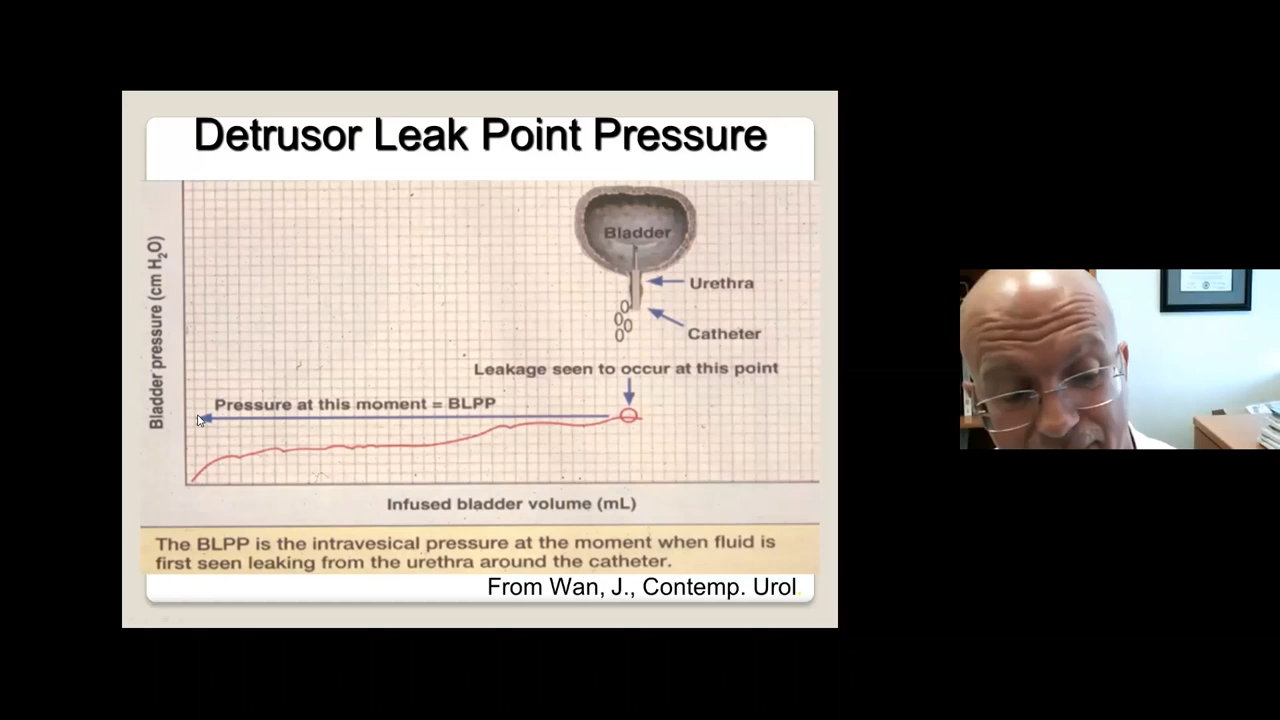 Detrusor Leak Point Pressure
Bladder pressure (cm H₂O)
Bladder
Urethra
Catheter
Leakage seen to occur at this point
Pressure at this moment = BLPP
Infused bladder volume (mL)
The BLPP is the intravesical pressure at the moment when fluid is
first seen leaking from the urethra around the catheter.
From Wan, J., Contemp. Urol.